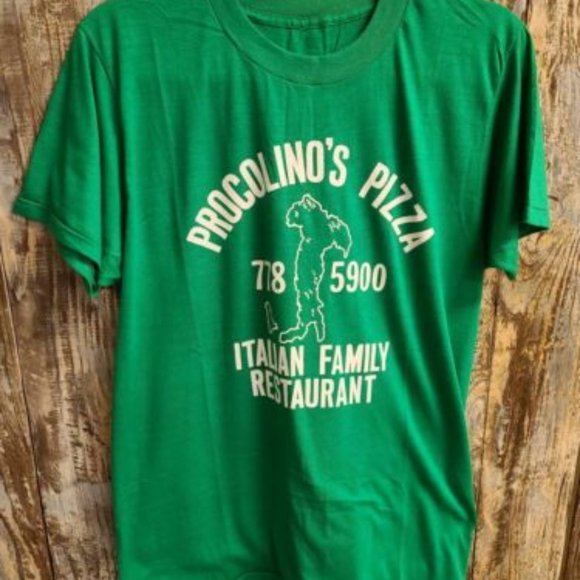 PROCOLINO'S PIZZA
778 5900
ITALIAN FAMILY
RESTAURANT